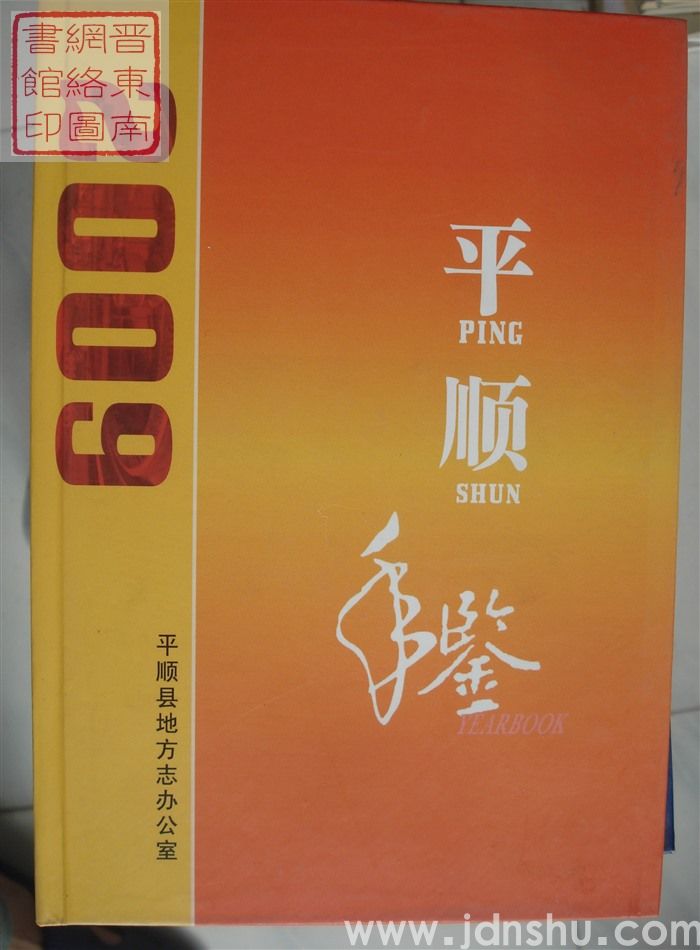 晋東南
網絡圖
書館印
2009
平
PING
顺
SHUN
年鑒
YEARBOOK
平顺县地方志办公室
www.jdnshu.com